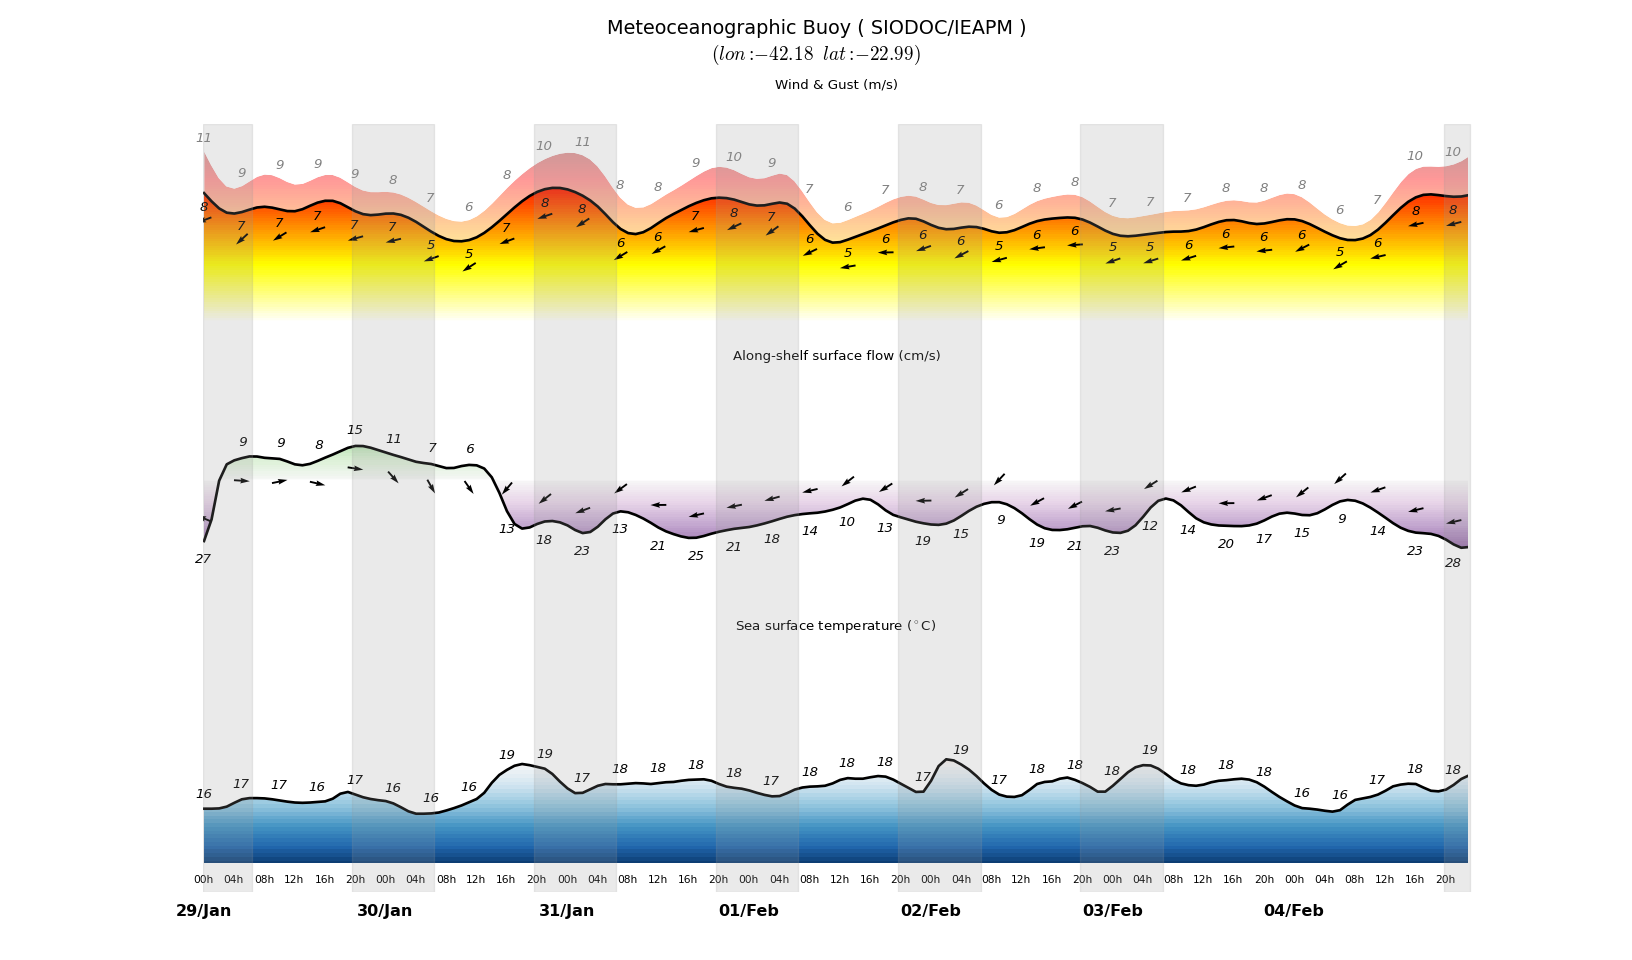 Meteoceanographic Buoy ( SIODOC/IEAPM )
(lon:−42.18 lat:−22.99)
Wind & Gust (m/s)
11 9 9 9 9 8 7 6 8 10 11 8 8 9 10 9 7 6 7 8 7 6 8 8 7 7 7 8 8 8 6 7 10 10
8 7 7 7 7 7 5 5 7 8 8 6 6 7 8 7 6 5 6 6 6 5 6 6 5 5 6 6 6 6 5 6 8 8
Along-shelf surface flow (cm/s)
27 9 9 8 15 11 7 6 13 18 23 13 21 25 21 18 14 10 13 19 15 9 19 21 23 12 14 20 17 15 9 14 23 28
Sea surface temperature (°C)
16 17 17 16 17 16 16 16 19 19 17 18 18 18 18 17 18 18 18 17 19 17 18 18 18 19 18 18 18 16 16 17 18 18
00h 04h 08h 12h 16h 20h 00h 04h 08h 12h 16h 20h 00h 04h 08h 12h 16h 20h 00h 04h 08h 12h 16h 20h 00h 04h 08h 12h 16h 20h 00h 04h 08h 12h 16h 20h 00h 04h 08h 12h 16h 20h
29/Jan 30/Jan 31/Jan 01/Feb 02/Feb 03/Feb 04/Feb